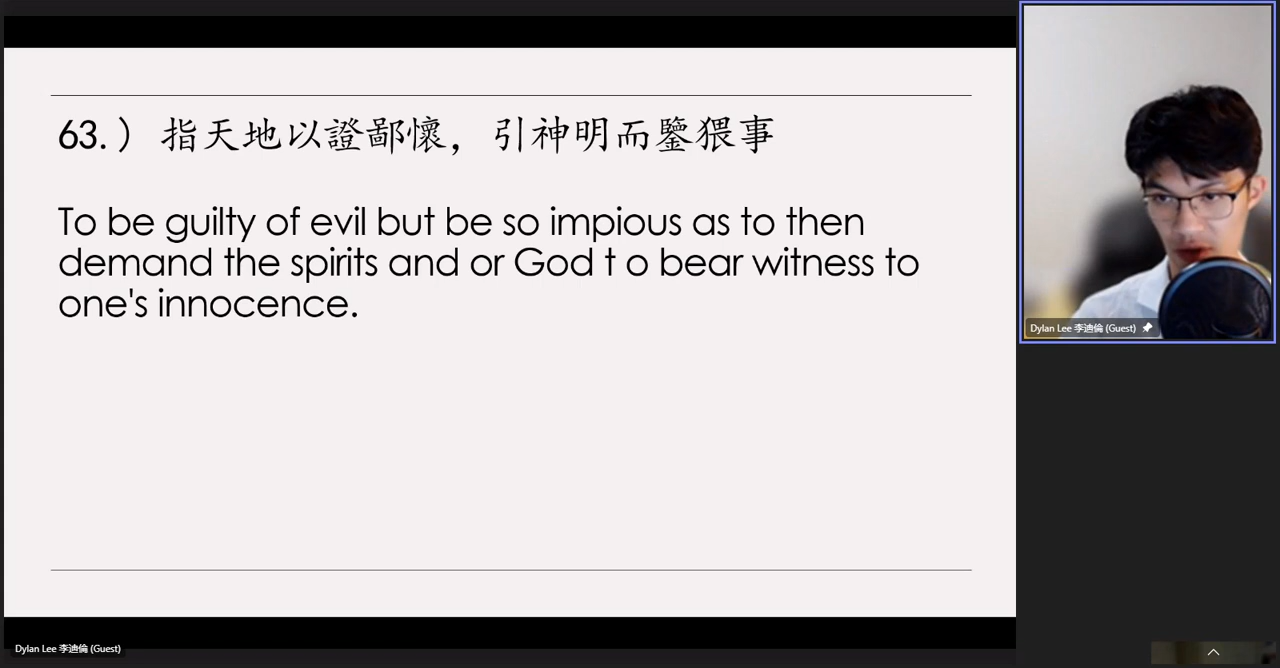 63.）指天地以證鄙懷，引神明而鑒猥事
To be guilty of evil but be so impious as to then
demand the spirits and or God t o bear witness to
one's innocence.
Dylan Lee 李迪倫 (Guest)
Dylan Lee 李迪倫 (Guest)